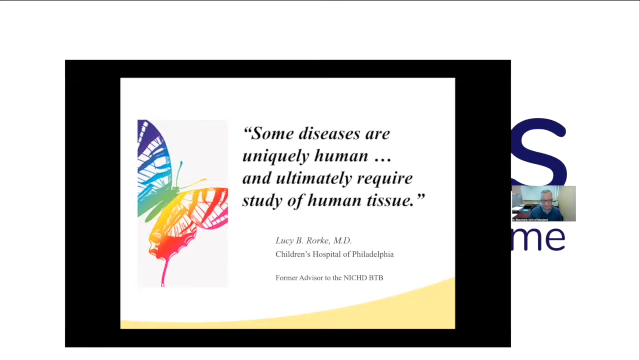 “Some diseases are
uniquely human …
and ultimately require
study of human tissue.”
Lucy B. Rorke, M.D.
Children’s Hospital of Philadelphia
Former Advisor to the NICHD BTB
s
me